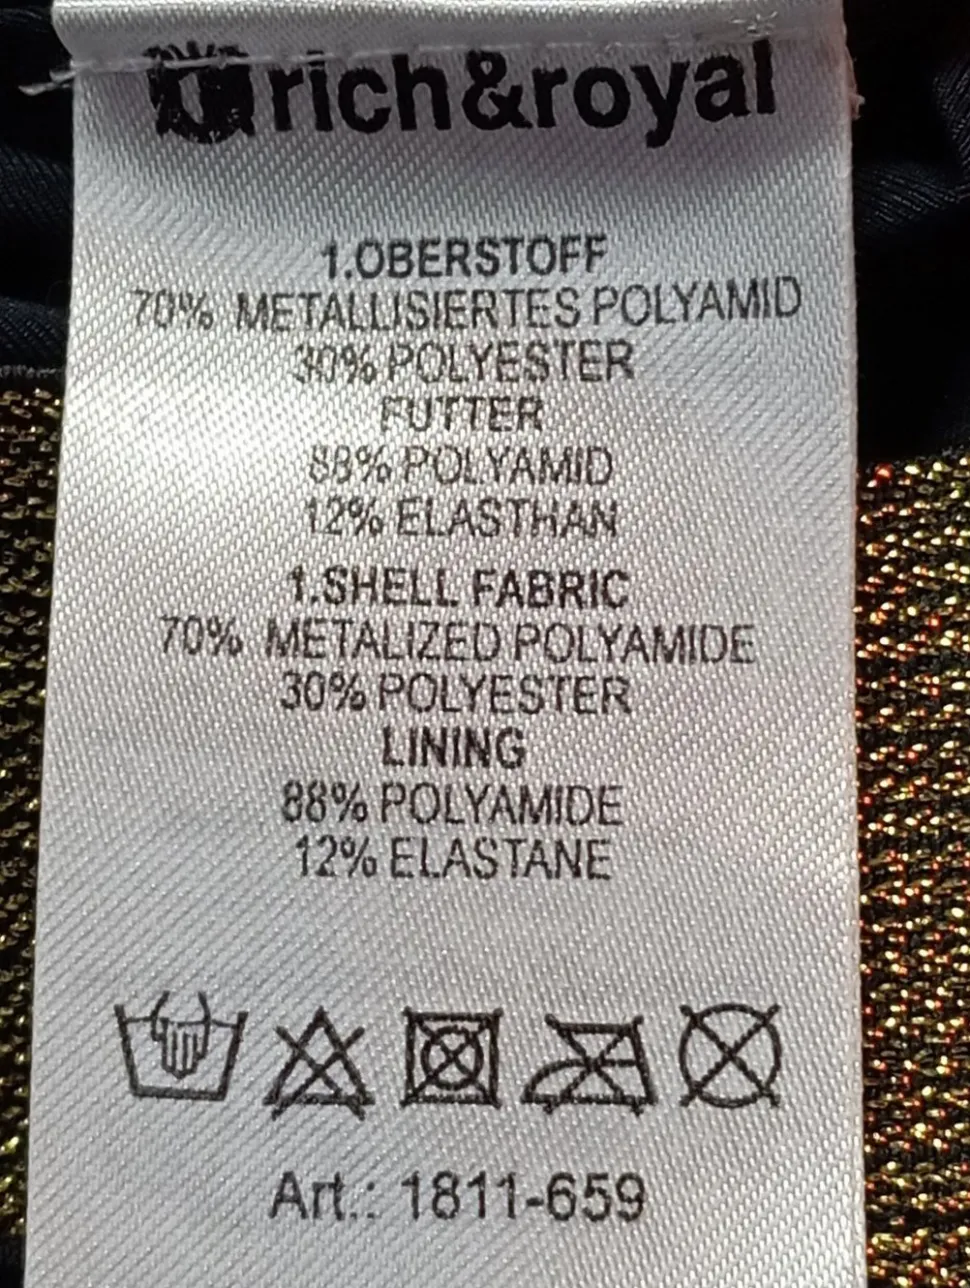 rich&royal
1.OBERSTOFF
70% METALLISIERTES POLYAMID
30% POLYESTER
FUTTER
88% POLYAMID
12% ELASTHAN
1.SHELL FABRIC
70% METALIZED POLYAMIDE
30% POLYESTER
LINING
88% POLYAMIDE
12% ELASTANE
Art.: 1811-659